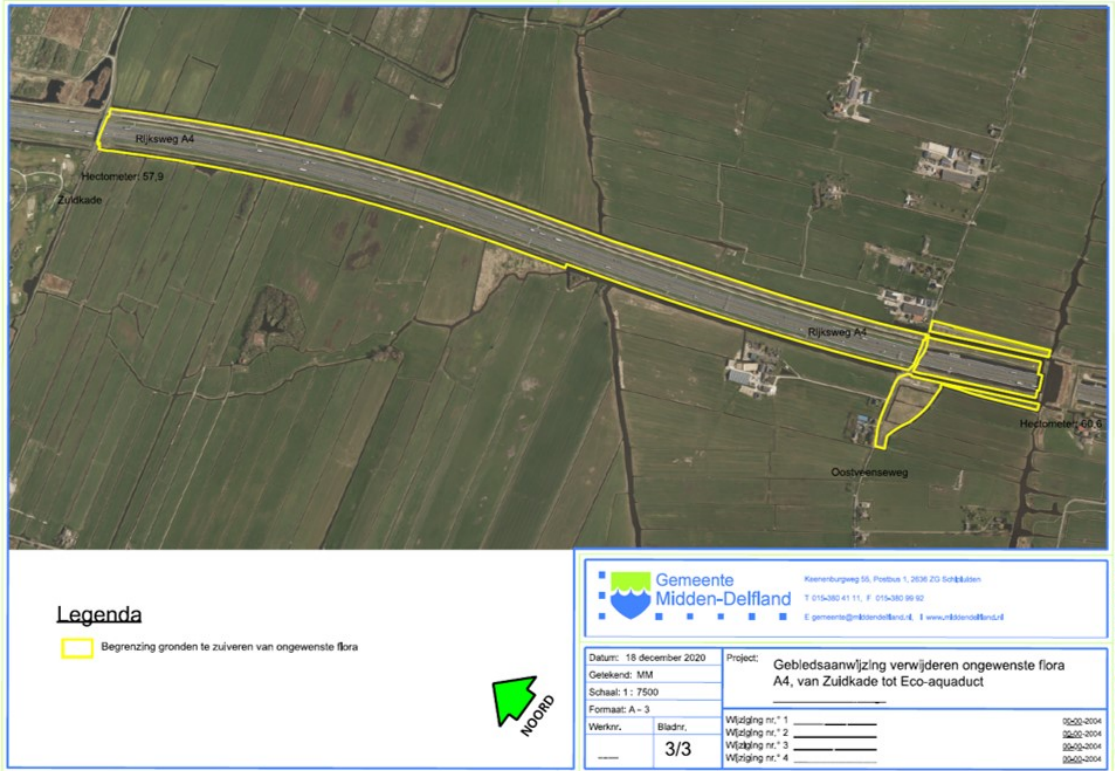 Rijksweg A4
Hectometer: 57,9
Zuidkade
Rijksweg A4
Hectometer: 60,6
Oostveenseweg
Legenda
Begrenzing gronden te zuiveren van ongewenste flora
NOORD
Gemeente
Midden-Delfland
Keenenburgweg 55, Postbus 1, 2636 ZG Schipluiden
T 015-380 41 11, F 015-380 99 92
E gemeente@middendelfland.nl, I www.middendelfland.nl
Datum: 18 december 2020
Getekend: MM
Schaal: 1 : 7500
Formaat: A - 3
Werknr.
Bladnr.
3/3
Project:
Gebiedsaanwijzing verwijderen ongewenste flora
A4, van Zuidkade tot Eco-aquaduct
Wijziging nr.° 1 00-00-2004
Wijziging nr.° 2 00-00-2004
Wijziging nr.° 3 00-00-2004
Wijziging nr.° 4 00-00-2004